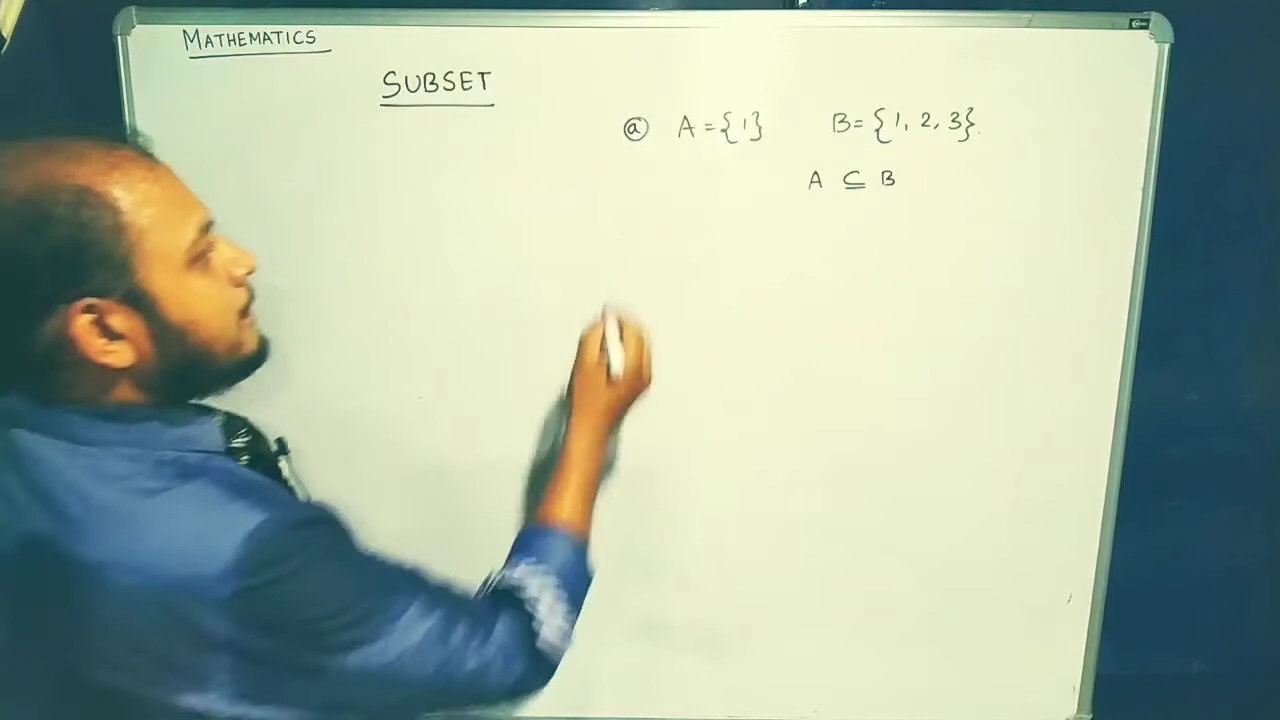 MATHEMATICS
SUBSET
ⓐ A = {1} B = {1, 2, 3}.
A ⊆ B